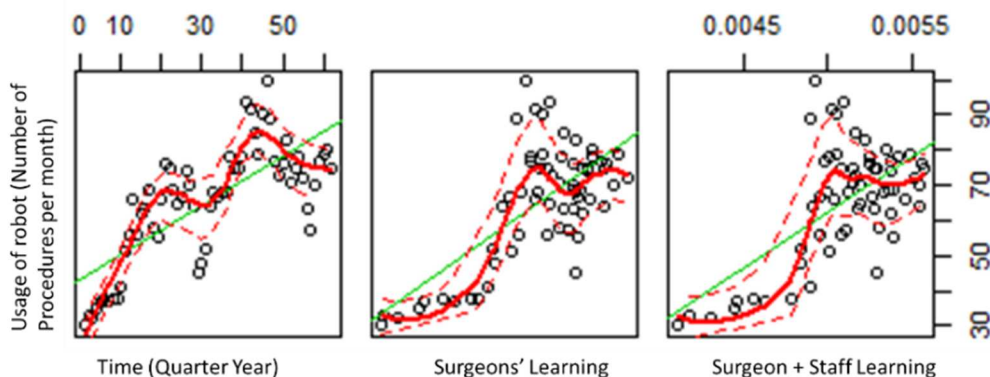 0 10 30 50
0.0045 0.0055
Usage of robot (Number of
Procedures per month)
90
70
50
30
Time (Quarter Year)
Surgeons' Learning
Surgeon + Staff Learning